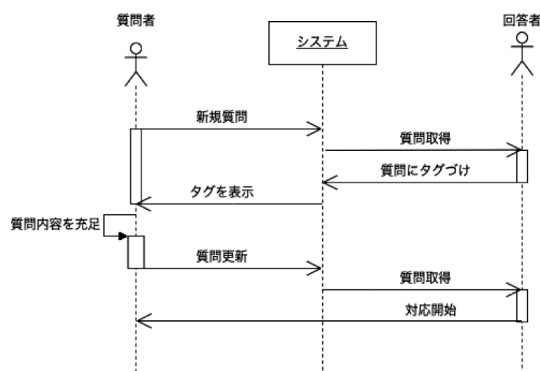 質問者
回答者
システム
新規質問
質問取得
質問にタグづけ
タグを表示
質問内容を充足
質問更新
質問取得
対応開始